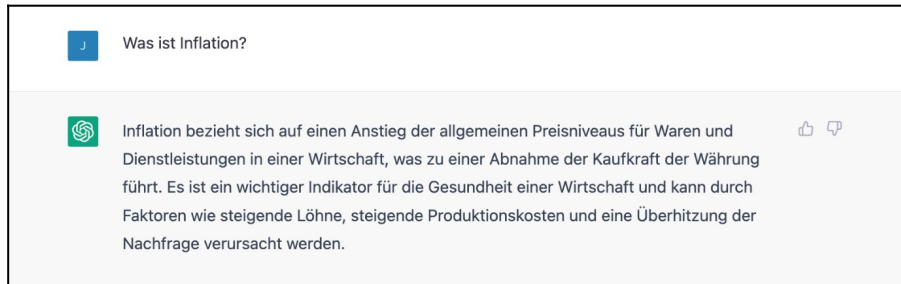 J
Was ist Inflation?
Inflation bezieht sich auf einen Anstieg der allgemeinen Preisniveaus für Waren und
Dienstleistungen in einer Wirtschaft, was zu einer Abnahme der Kaufkraft der Währung
führt. Es ist ein wichtiger Indikator für die Gesundheit einer Wirtschaft und kann durch
Faktoren wie steigende Löhne, steigende Produktionskosten und eine Überhitzung der
Nachfrage verursacht werden.